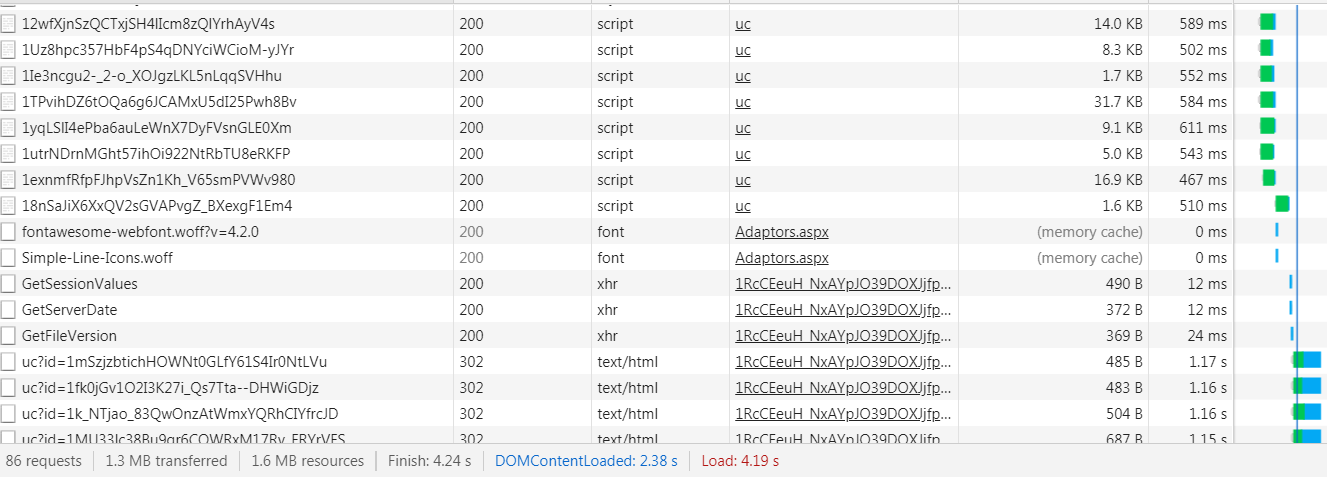 12wfXjnSzQCTxjSH4lIcm8zQlYrhAyV4s 200 script uc 14.0 KB 589 ms
1Uz8hpc357HbF4pS4qDNYciWCioM-yJYr 200 script uc 8.3 KB 502 ms
1Ie3ncgu2-_2-o_XOJgzLKL5nLqqSVHhu 200 script uc 1.7 KB 552 ms
1TPvihDZ6tOQa6g6JCAMxU5dI25Pwh8Bv 200 script uc 31.7 KB 584 ms
1yqLSlI4ePba6auLeWnX7DyFVsnGLE0Xm 200 script uc 9.1 KB 611 ms
1utrNDrnMGht57ihOi922NtRbTU8eRKFP 200 script uc 5.0 KB 543 ms
1exnmfRfpFJhpVsZn1Kh_V65smPVWv980 200 script uc 16.9 KB 467 ms
18nSaJiX6XxQV2sGVAPvgZ_BXexgF1Em4 200 script uc 1.6 KB 510 ms
fontawesome-webfont.woff?v=4.2.0 200 font Adaptors.aspx (memory cache) 0 ms
Simple-Line-Icons.woff 200 font Adaptors.aspx (memory cache) 0 ms
GetSessionValues 200 xhr 1RcCEeuH_NxAYpJO39DOXJjfp... 490 B 12 ms
GetServerDate 200 xhr 1RcCEeuH_NxAYpJO39DOXJjfp... 372 B 12 ms
GetFileVersion 200 xhr 1RcCEeuH_NxAYpJO39DOXJjfp... 369 B 24 ms
uc?id=1mSzjzbtichHOWNt0GLfY61S4Ir0NtLVu 302 text/html 1RcCEeuH_NxAYpJO39DOXJjfp... 485 B 1.17 s
uc?id=1fk0jGv1O2I3K27i_Qs7Tta--DHWiGDjz 302 text/html 1RcCEeuH_NxAYpJO39DOXJjfp... 483 B 1.16 s
uc?id=1k_NTjao_83QwOnzAtWmxYQRhCIYfrcJD 302 text/html 1RcCEeuH_NxAYpJO39DOXJjfp... 504 B 1.16 s
302 text/html 1RcCEeuH_NxAYpJO39DOXJjfp... 687 B 1.15 s
86 requests 1.3 MB transferred 1.6 MB resources Finish: 4.24 s DOMContentLoaded: 2.38 s Load: 4.19 s